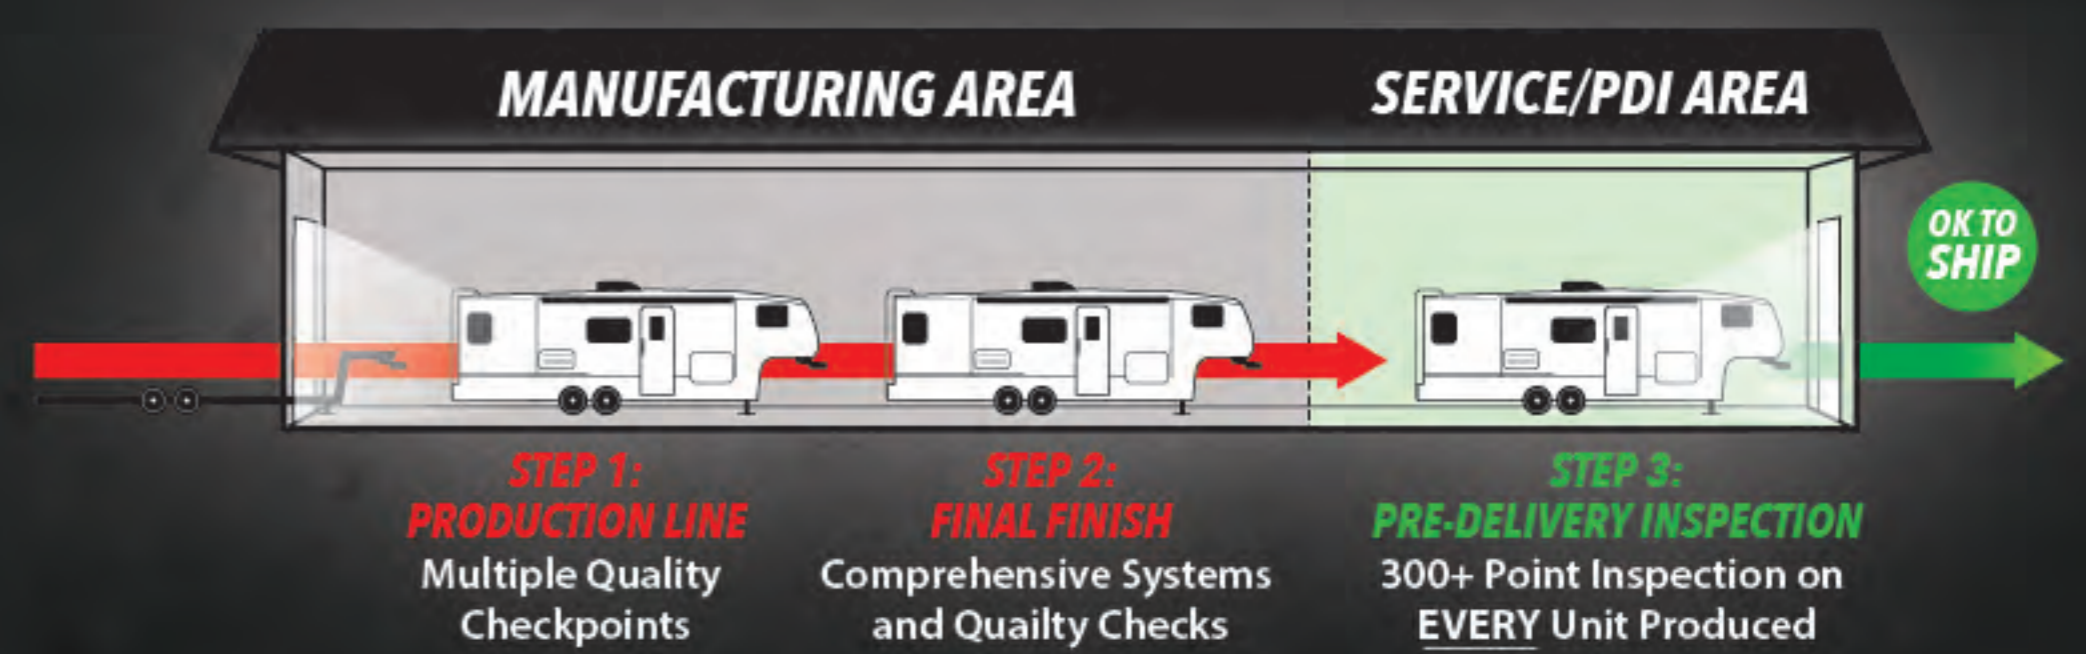 MANUFACTURING AREA
SERVICE/PDI AREA
OK TO
SHIP
STEP 1:
PRODUCTION LINE
Multiple Quality
Checkpoints
STEP 2:
FINAL FINISH
Comprehensive Systems
and Quailty Checks
STEP 3:
PRE-DELIVERY INSPECTION
300+ Point Inspection on
EVERY Unit Produced